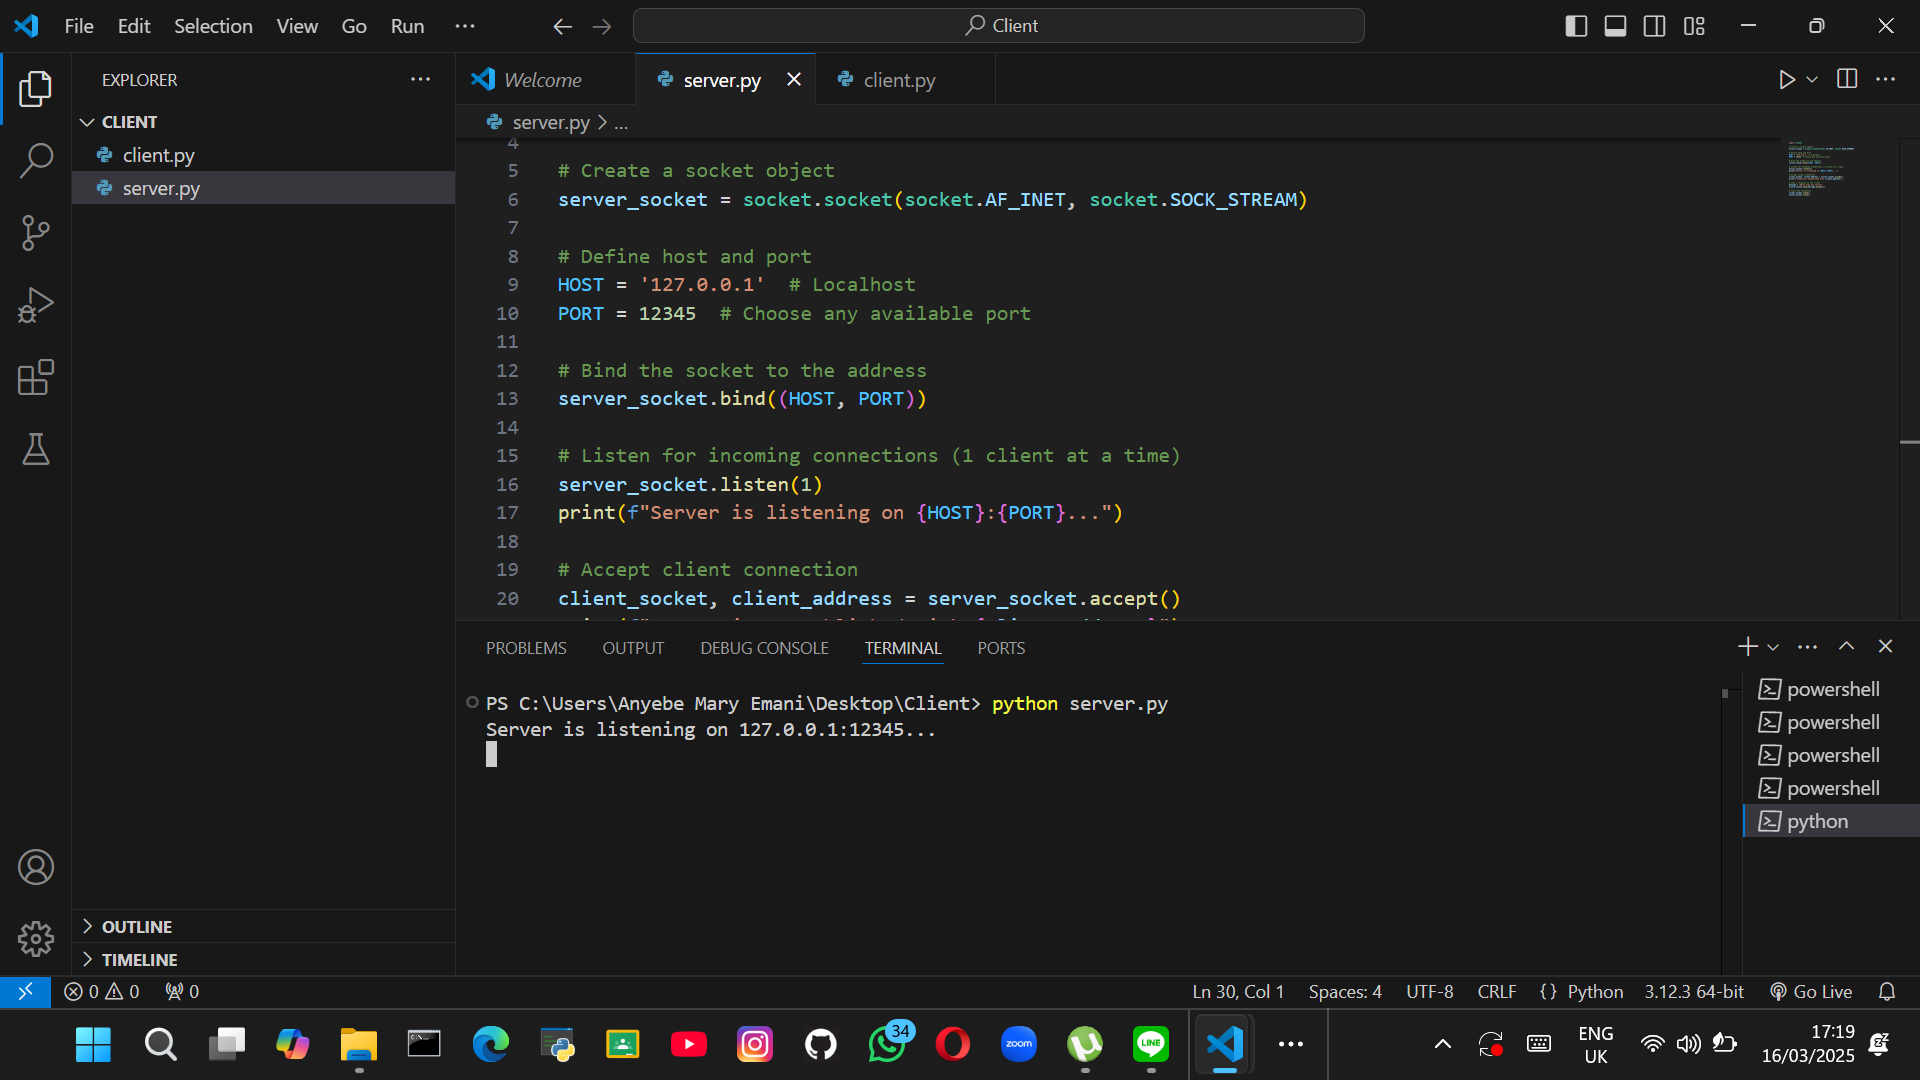 File Edit Selection View Go Run ...
Client
EXPLORER
CLIENT
client.py
server.py
OUTLINE
TIMELINE
Welcome
server.py
client.py
server.py > ...
4
5 # Create a socket object
6 server_socket = socket.socket(socket.AF_INET, socket.SOCK_STREAM)
7
8 # Define host and port
9 HOST = '127.0.0.1'  # Localhost
10 PORT = 12345  # Choose any available port
11
12 # Bind the socket to the address
13 server_socket.bind((HOST, PORT))
14
15 # Listen for incoming connections (1 client at a time)
16 server_socket.listen(1)
17 print(f"Server is listening on {HOST}:{PORT}...")
18
19 # Accept client connection
20 client_socket, client_address = server_socket.accept()
PROBLEMS OUTPUT DEBUG CONSOLE TERMINAL PORTS
PS C:\Users\Anyebe Mary Emani\Desktop\Client> python server.py
Server is listening on 127.0.0.1:12345...
powershell
powershell
powershell
powershell
python
0 0 0
Ln 30, Col 1 Spaces: 4 UTF-8 CRLF {} Python 3.12.3 64-bit Go Live
34
zoom
LINE
ENG
UK
17:19
16/03/2025